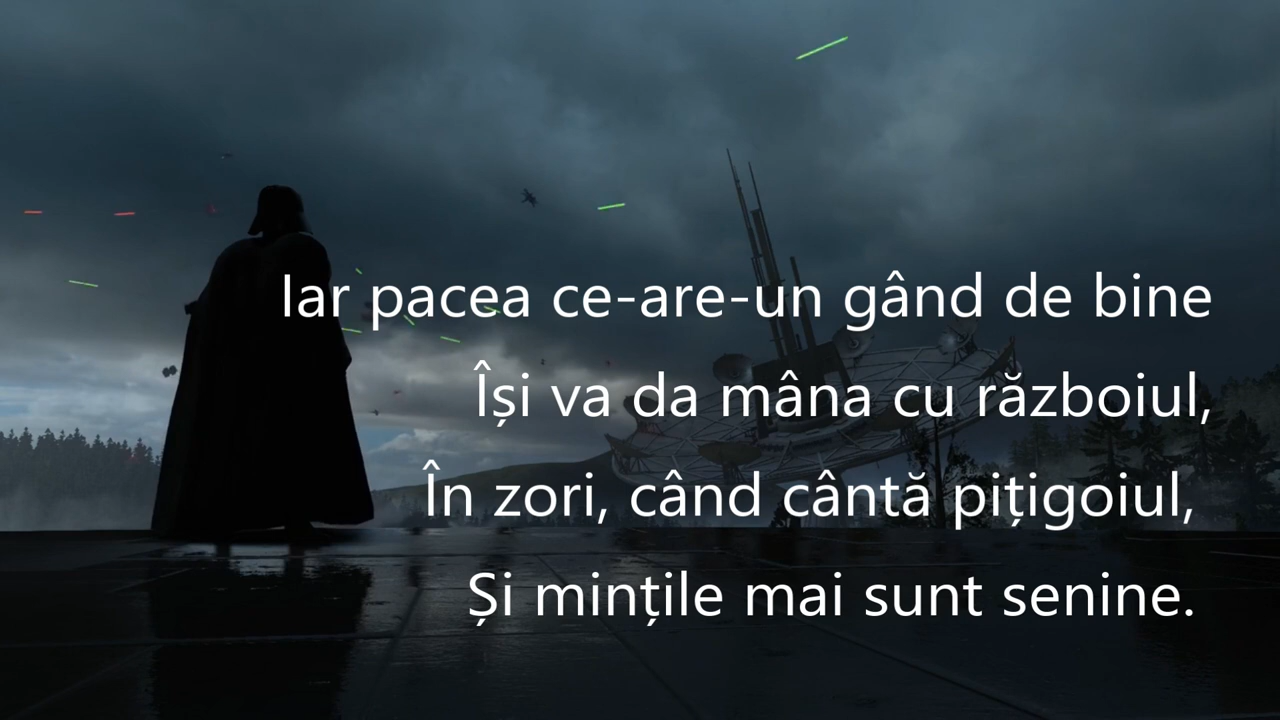 Iar pacea ce-are-un gând de bine
Își va da mâna cu războiul,
În zori, când cântă pițigoiul,
Și mințile mai sunt senine.